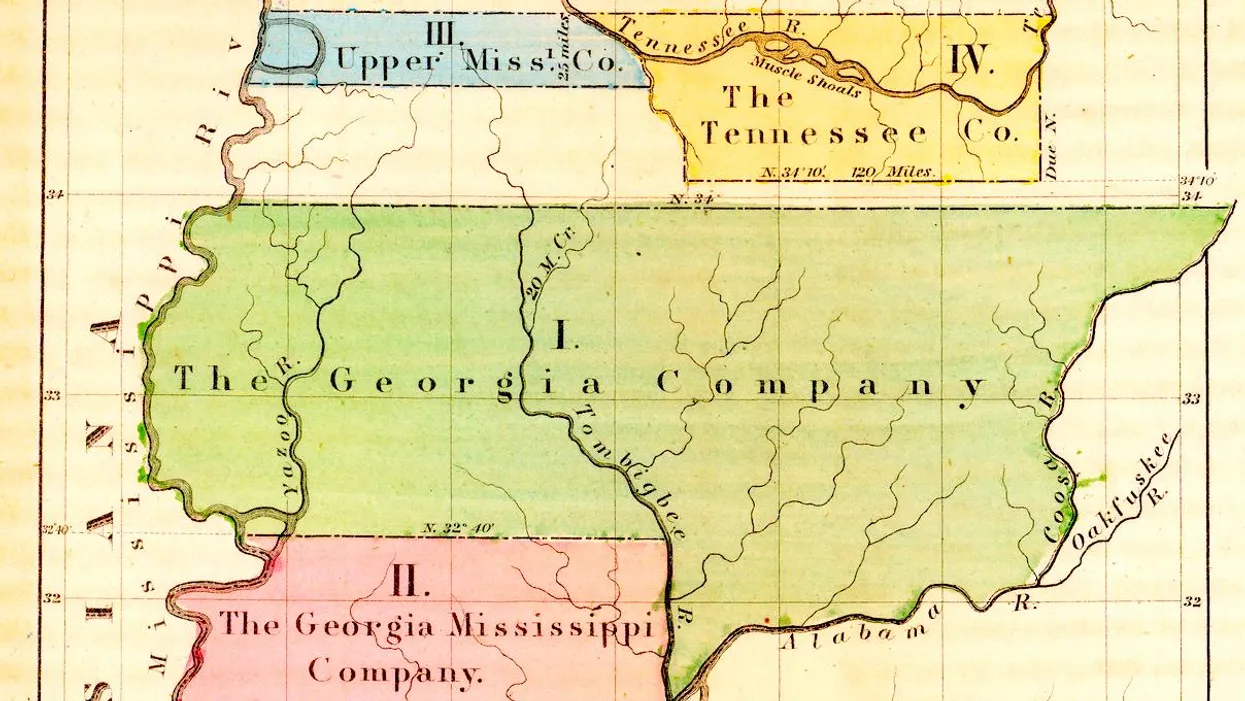 III.
Upper Miss.ⁱ Co.
25 miles.
Tennessee R.
Muscle Shoals
IV.
The
Tennessee Co.
Due N.
N. 34° 10'. 120 Miles.
34° 10'
34
N. 34°
34
20 M. Cr.
I.
The Georgia Company
33
33
Yazoo R.
Tombigbee R.
Coosa R.
Oakfuskee R.
Alabama R.
32° 40'
N. 32° 40'
32
32
II.
The Georgia Mississippi
Company.
Mississippi Riv
SIANA